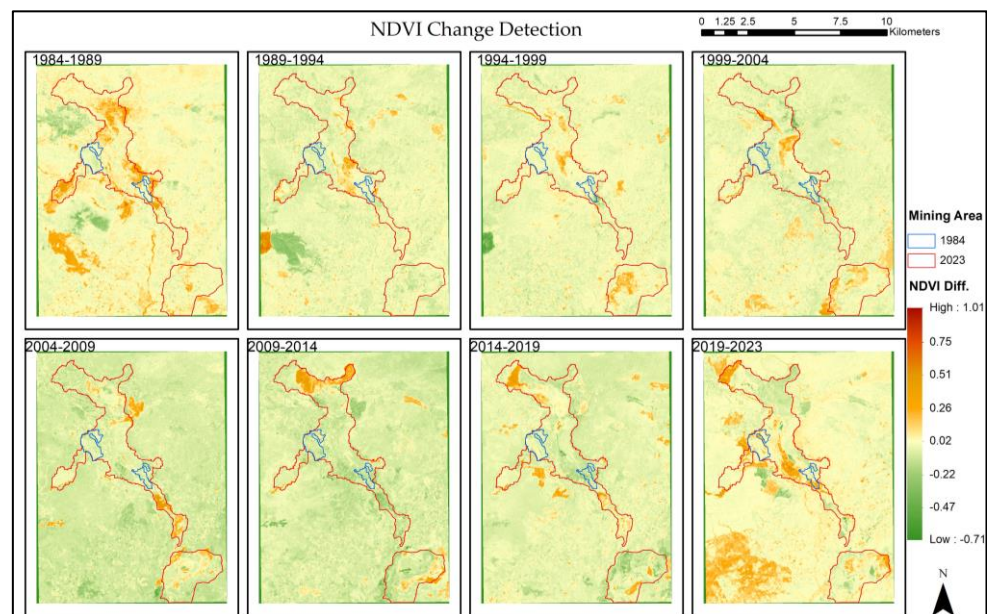 NDVI Change Detection
0 1.25 2.5 5 7.5 10
Kilometers
1984-1989
1989-1994
1994-1999
1999-2004
2004-2009
2009-2014
2014-2019
2019-2023
Mining Area
1984
2023
NDVI Diff.
High : 1.01
0.75
0.51
0.26
0.02
-0.22
-0.47
Low : -0.71
N